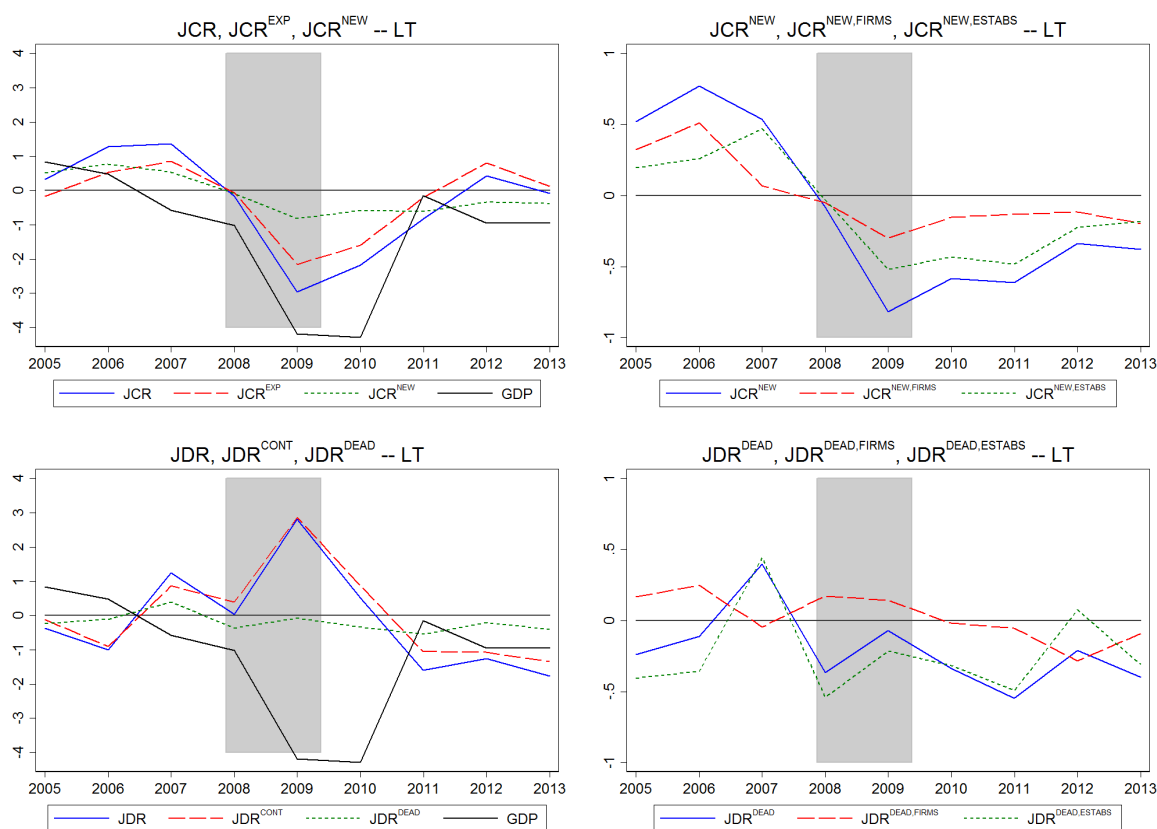 JCR, JCR^EXP, JCR^NEW -- LT
4
3
2
1
0
-1
-2
-3
-4
2005 2006 2007 2008 2009 2010 2011 2012 2013
JCR JCR^EXP JCR^NEW GDP
JCR^NEW, JCR^NEW,FIRMS, JCR^NEW,ESTABS -- LT
1
.5
0
-.5
-1
2005 2006 2007 2008 2009 2010 2011 2012 2013
JCR^NEW JCR^NEW,FIRMS JCR^NEW,ESTABS
JDR, JDR^CONT, JDR^DEAD -- LT
4
3
2
1
0
-1
-2
-3
-4
2005 2006 2007 2008 2009 2010 2011 2012 2013
JDR JDR^CONT JDR^DEAD GDP
JDR^DEAD, JDR^DEAD,FIRMS, JDR^DEAD,ESTABS -- LT
1
.5
0
-.5
-1
2005 2006 2007 2008 2009 2010 2011 2012 2013
JDR^DEAD JDR^DEAD,FIRMS JDR^DEAD,ESTABS